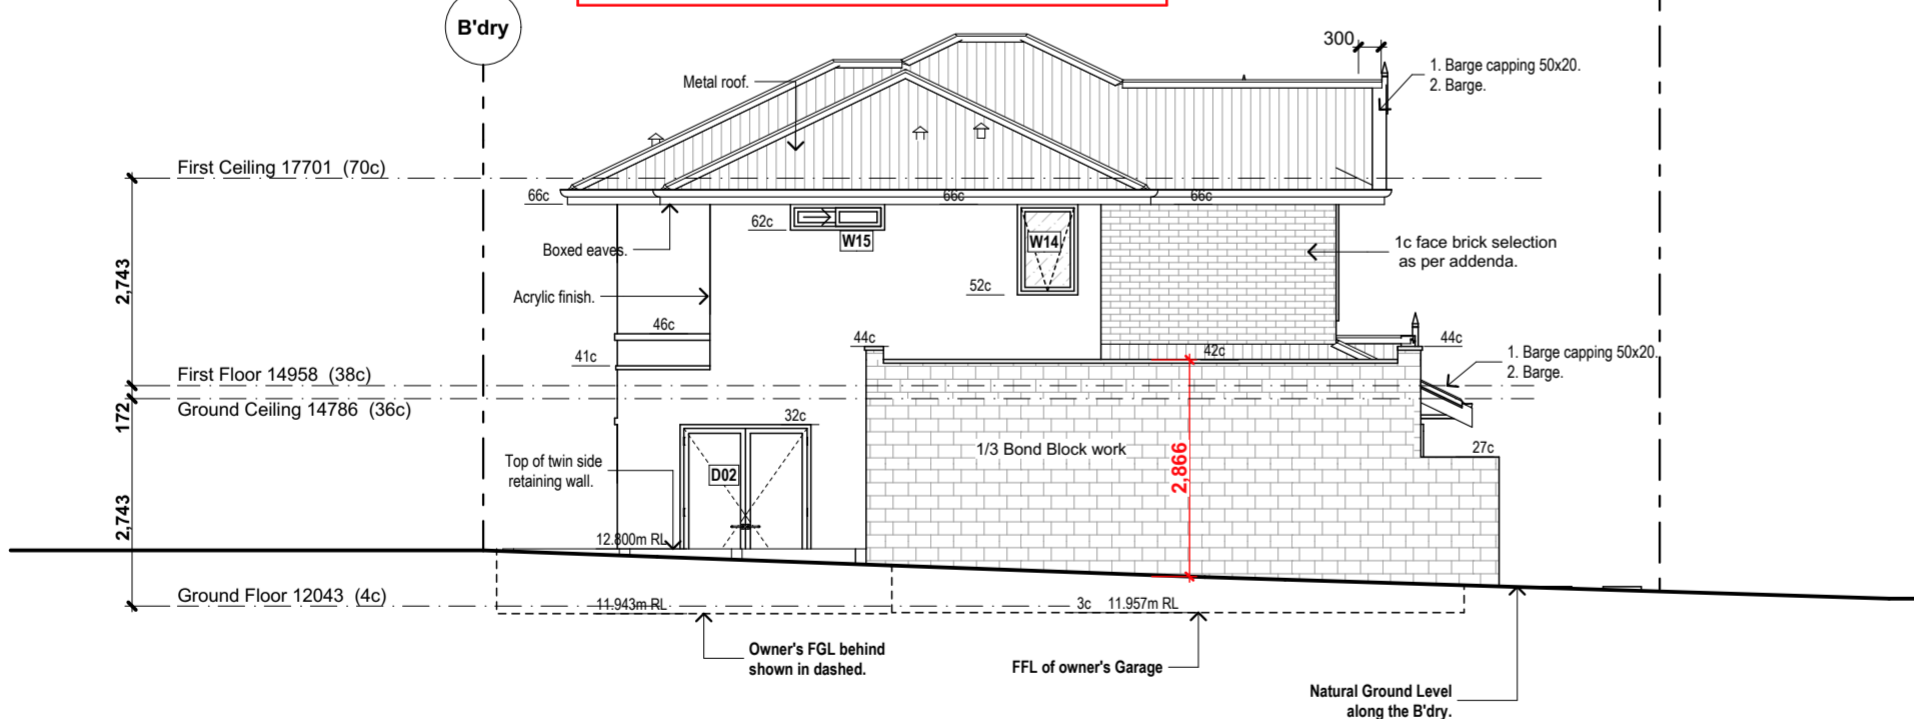 B'dry
300
1. Barge capping 50x20.
2. Barge.
Metal roof.
First Ceiling 17701 (70c)
66c
66c
66c
62c
W15
W14
Boxed eaves.
1c face brick selection
as per addenda.
2,743
52c
Acrylic finish.
46c
44c
44c
42c
41c
1. Barge capping 50x20.
2. Barge.
First Floor 14958 (38c)
172
Ground Ceiling 14786 (36c)
32c
1/3 Bond Block work
27c
2,866
Top of twin side
retaining wall.
D02
2,743
12.800m RL
Ground Floor 12043 (4c)
11.943m RL
3c 11.957m RL
Owner's FGL behind
shown in dashed.
FFL of owner's Garage
Natural Ground Level
along the B'dry.